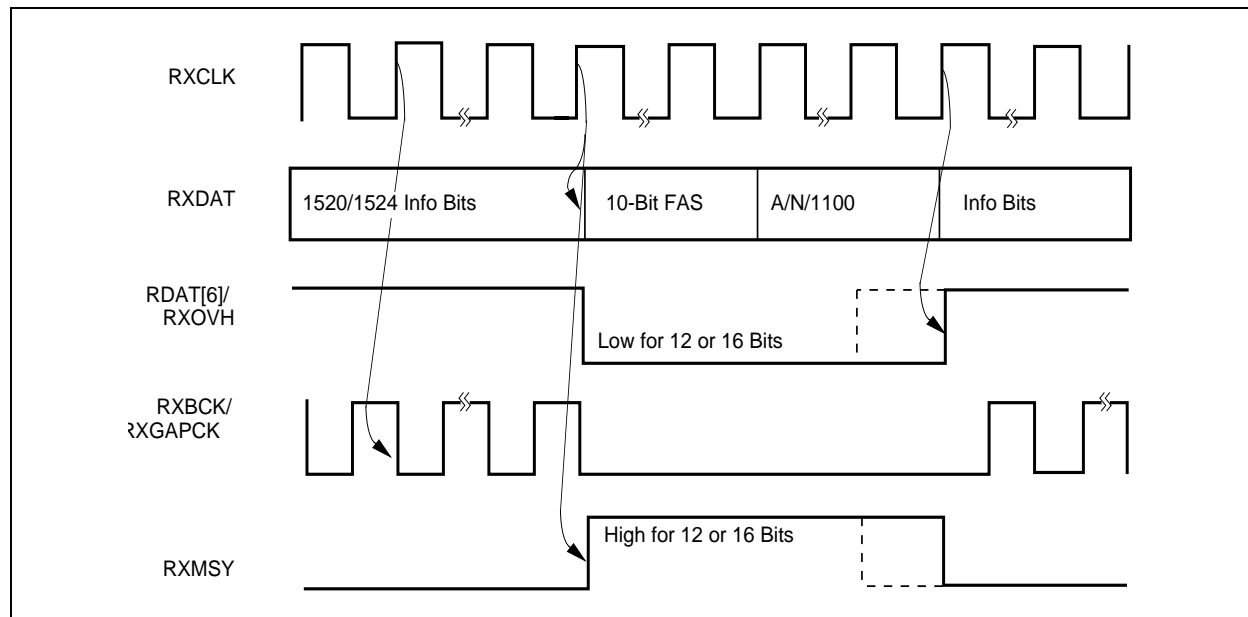 RXCLK
RXDAT
1520/1524 Info Bits
10-Bit FAS
A/N/1100
Info Bits
RDAT[6]/
RXOVH
Low for 12 or 16 Bits
RXBCK/
RXGAPCK
RXMSY
High for 12 or 16 Bits